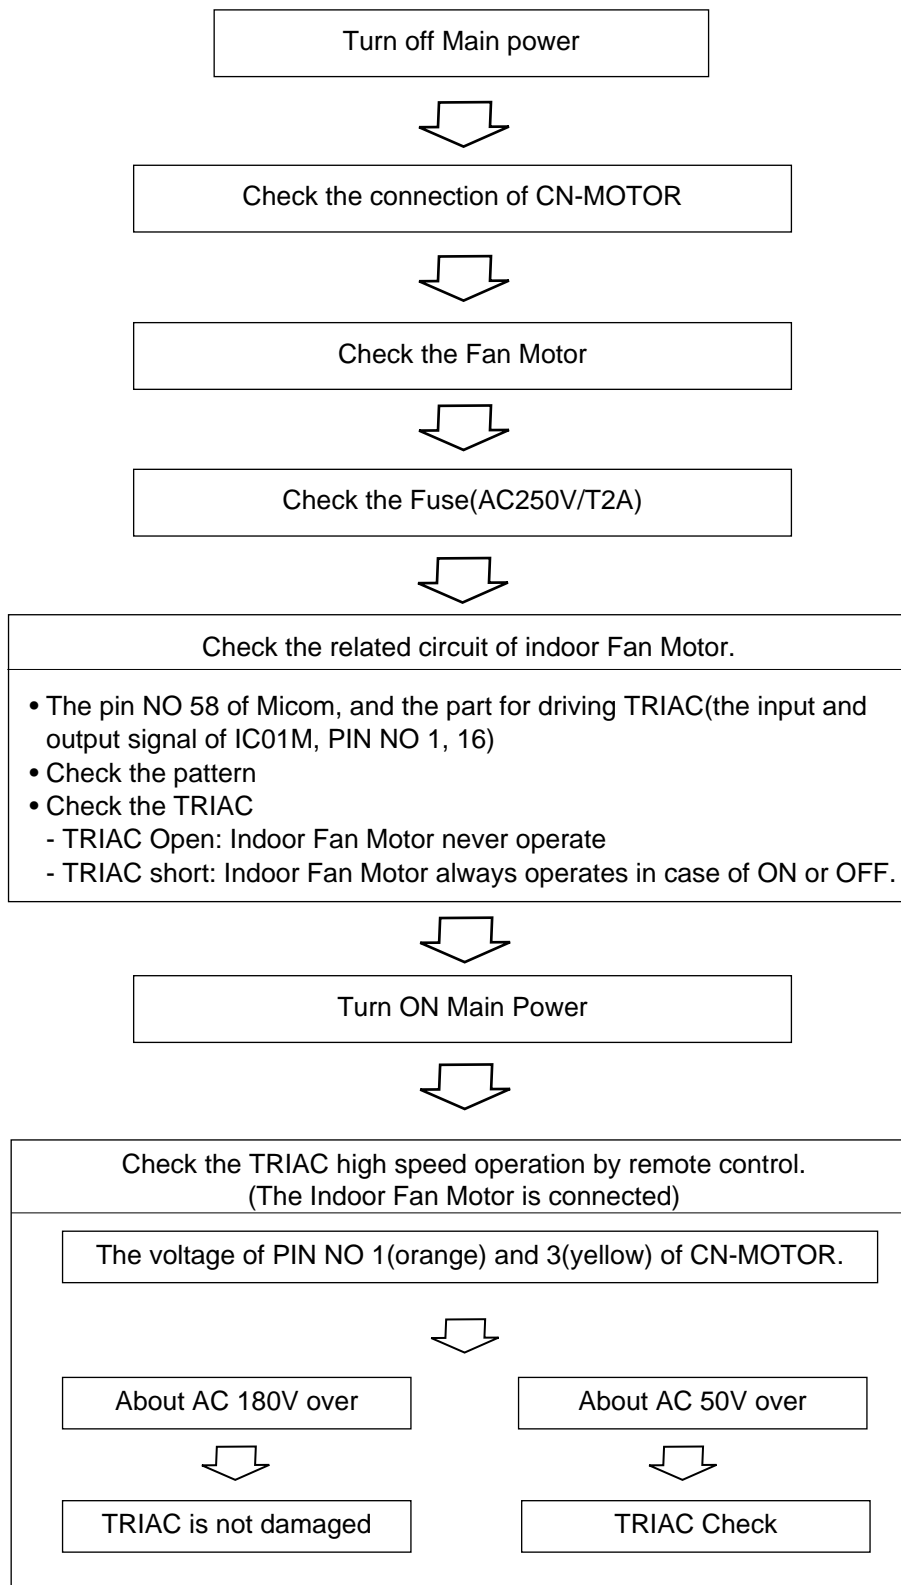 Turn off Main power
Check the connection of CN-MOTOR
Check the Fan Motor
Check the Fuse(AC250V/T2A)
Check the related circuit of indoor Fan Motor.
• The pin NO 58 of Micom, and the part for driving TRIAC(the input and
output signal of IC01M, PIN NO 1, 16)
• Check the pattern
• Check the TRIAC
- TRIAC Open: Indoor Fan Motor never operate
- TRIAC short: Indoor Fan Motor always operates in case of ON or OFF.
Turn ON Main Power
Check the TRIAC high speed operation by remote control.
(The Indoor Fan Motor is connected)
The voltage of PIN NO 1(orange) and 3(yellow) of CN-MOTOR.
About AC 180V over
About AC 50V over
TRIAC is not damaged
TRIAC Check